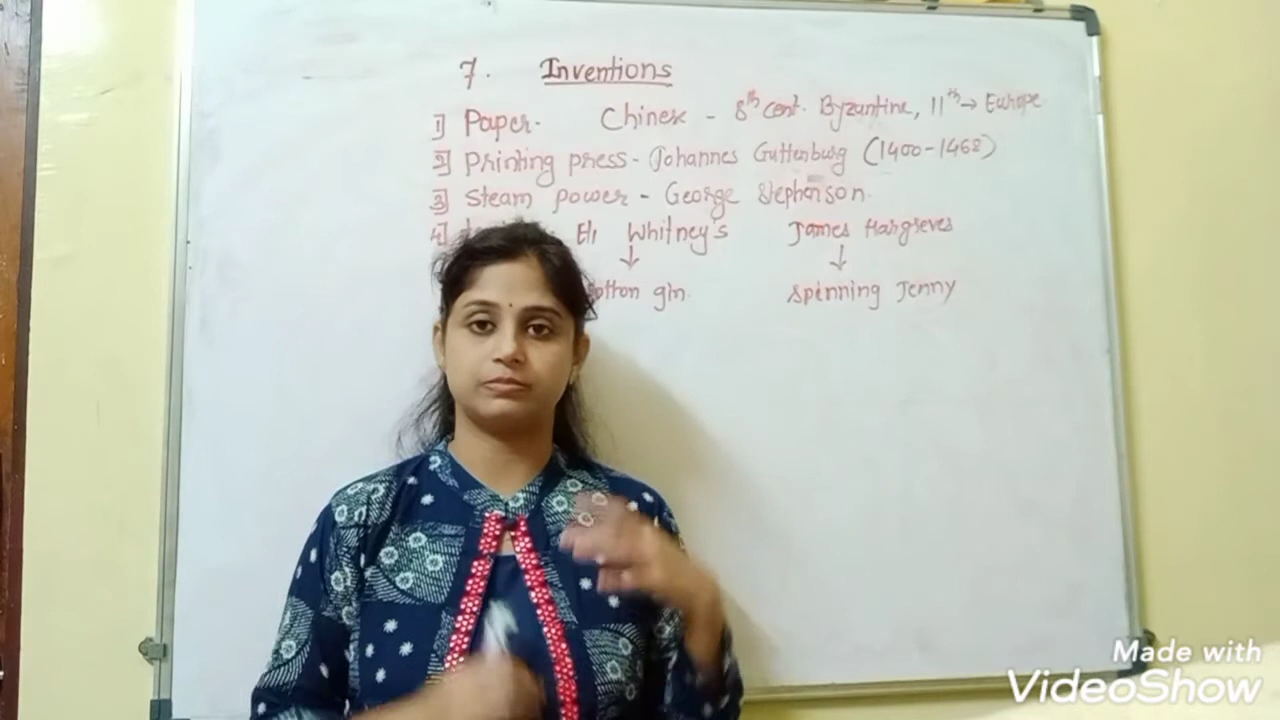 7. Inventions
1] Paper- Chinese - 8th Cent. Byzantine, 11th → Europe
2] Printing press - Johannes Guttenburg (1400-1468)
3] Steam power - George Stephenson.
4] Eli Whitney's James Hargreves
↓ ↓
gin. Spinning Jenny
Made with
VideoShow